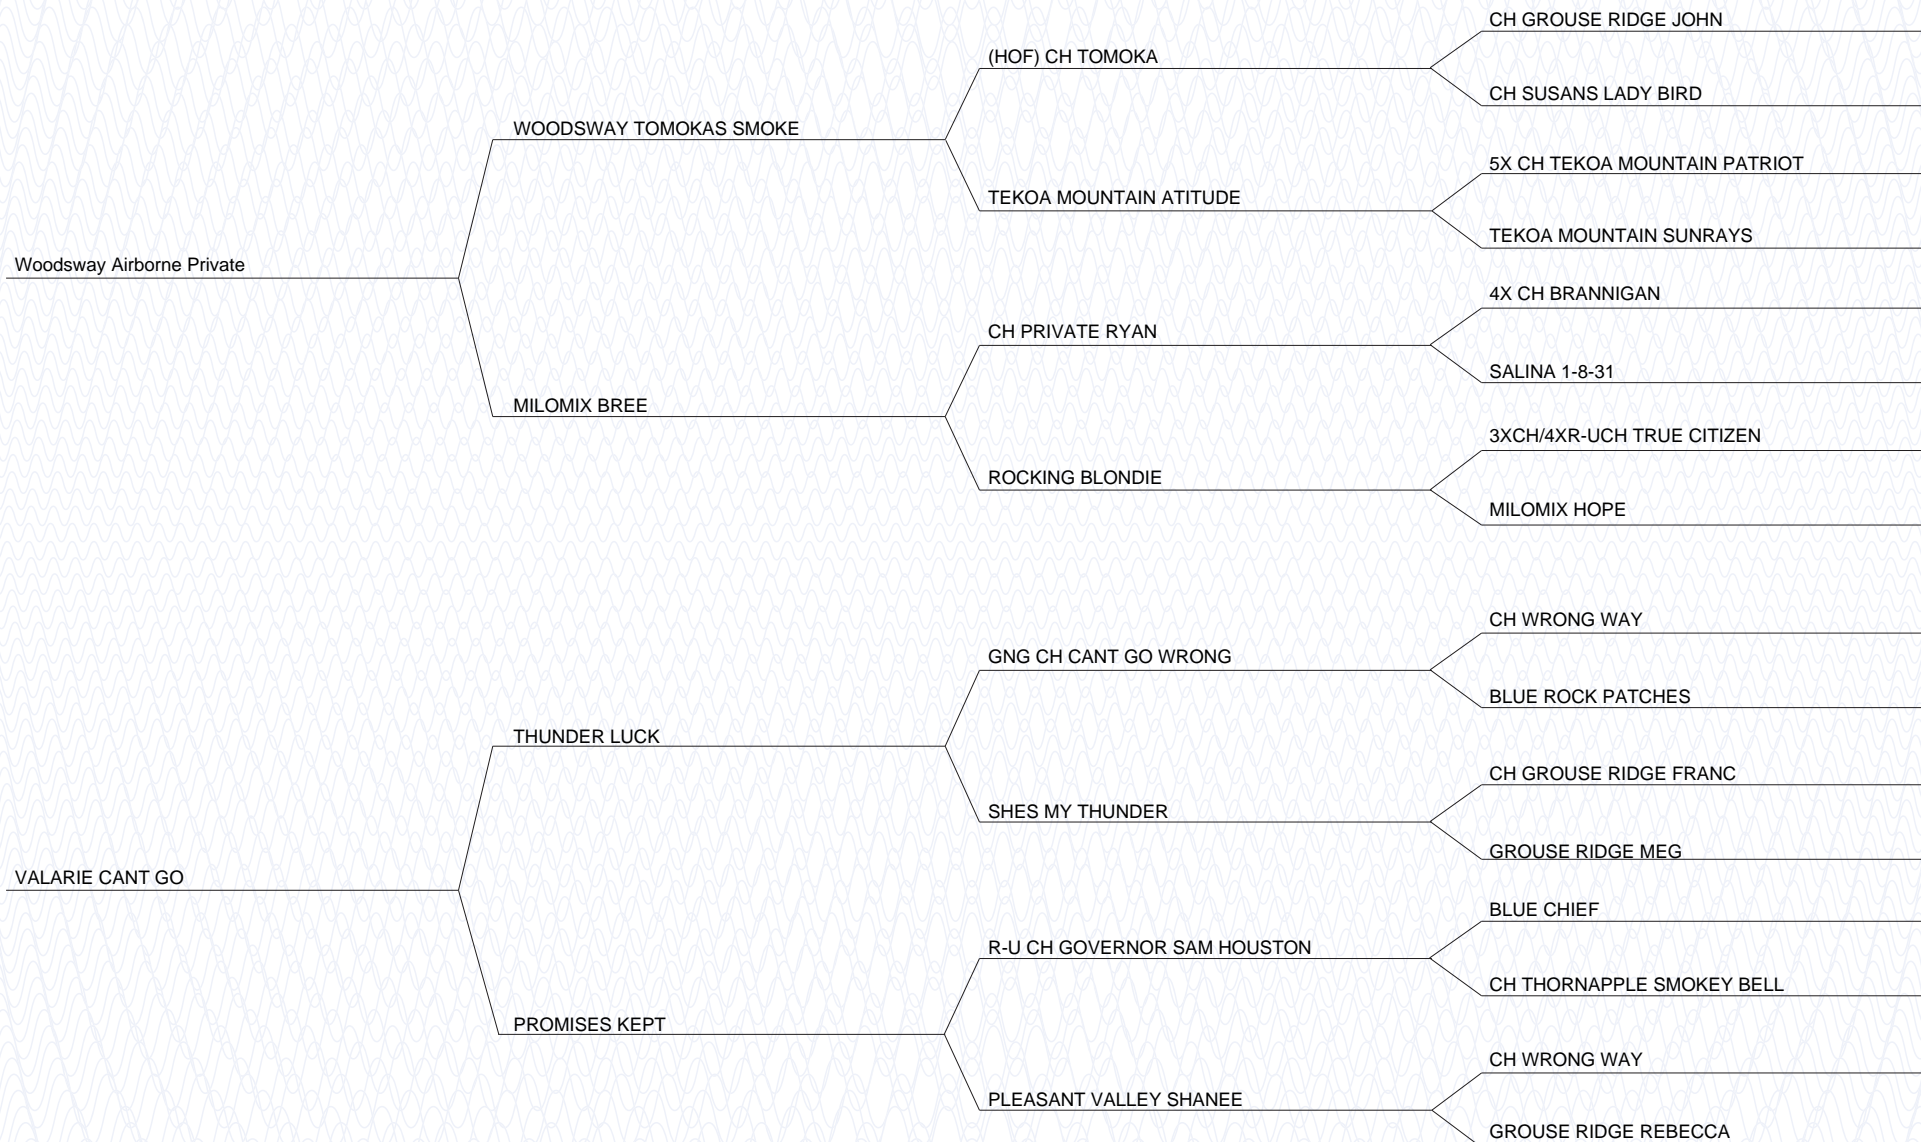 CH GROUSE RIDGE JOHN
(HOF) CH TOMOKA
CH SUSANS LADY BIRD
WOODSWAY TOMOKAS SMOKE
5X CH TEKOA MOUNTAIN PATRIOT
TEKOA MOUNTAIN ATITUDE
TEKOA MOUNTAIN SUNRAYS
Woodsway Airborne Private
4X CH BRANNIGAN
CH PRIVATE RYAN
SALINA 1-8-31
MILOMIX BREE
3XCH/4XR-UCH TRUE CITIZEN
ROCKING BLONDIE
MILOMIX HOPE
CH WRONG WAY
GNG CH CANT GO WRONG
BLUE ROCK PATCHES
THUNDER LUCK
CH GROUSE RIDGE FRANC
SHES MY THUNDER
GROUSE RIDGE MEG
VALARIE CANT GO
BLUE CHIEF
R-U CH GOVERNOR SAM HOUSTON
CH THORNAPPLE SMOKEY BELL
PROMISES KEPT
CH WRONG WAY
PLEASANT VALLEY SHANEE
GROUSE RIDGE REBECCA